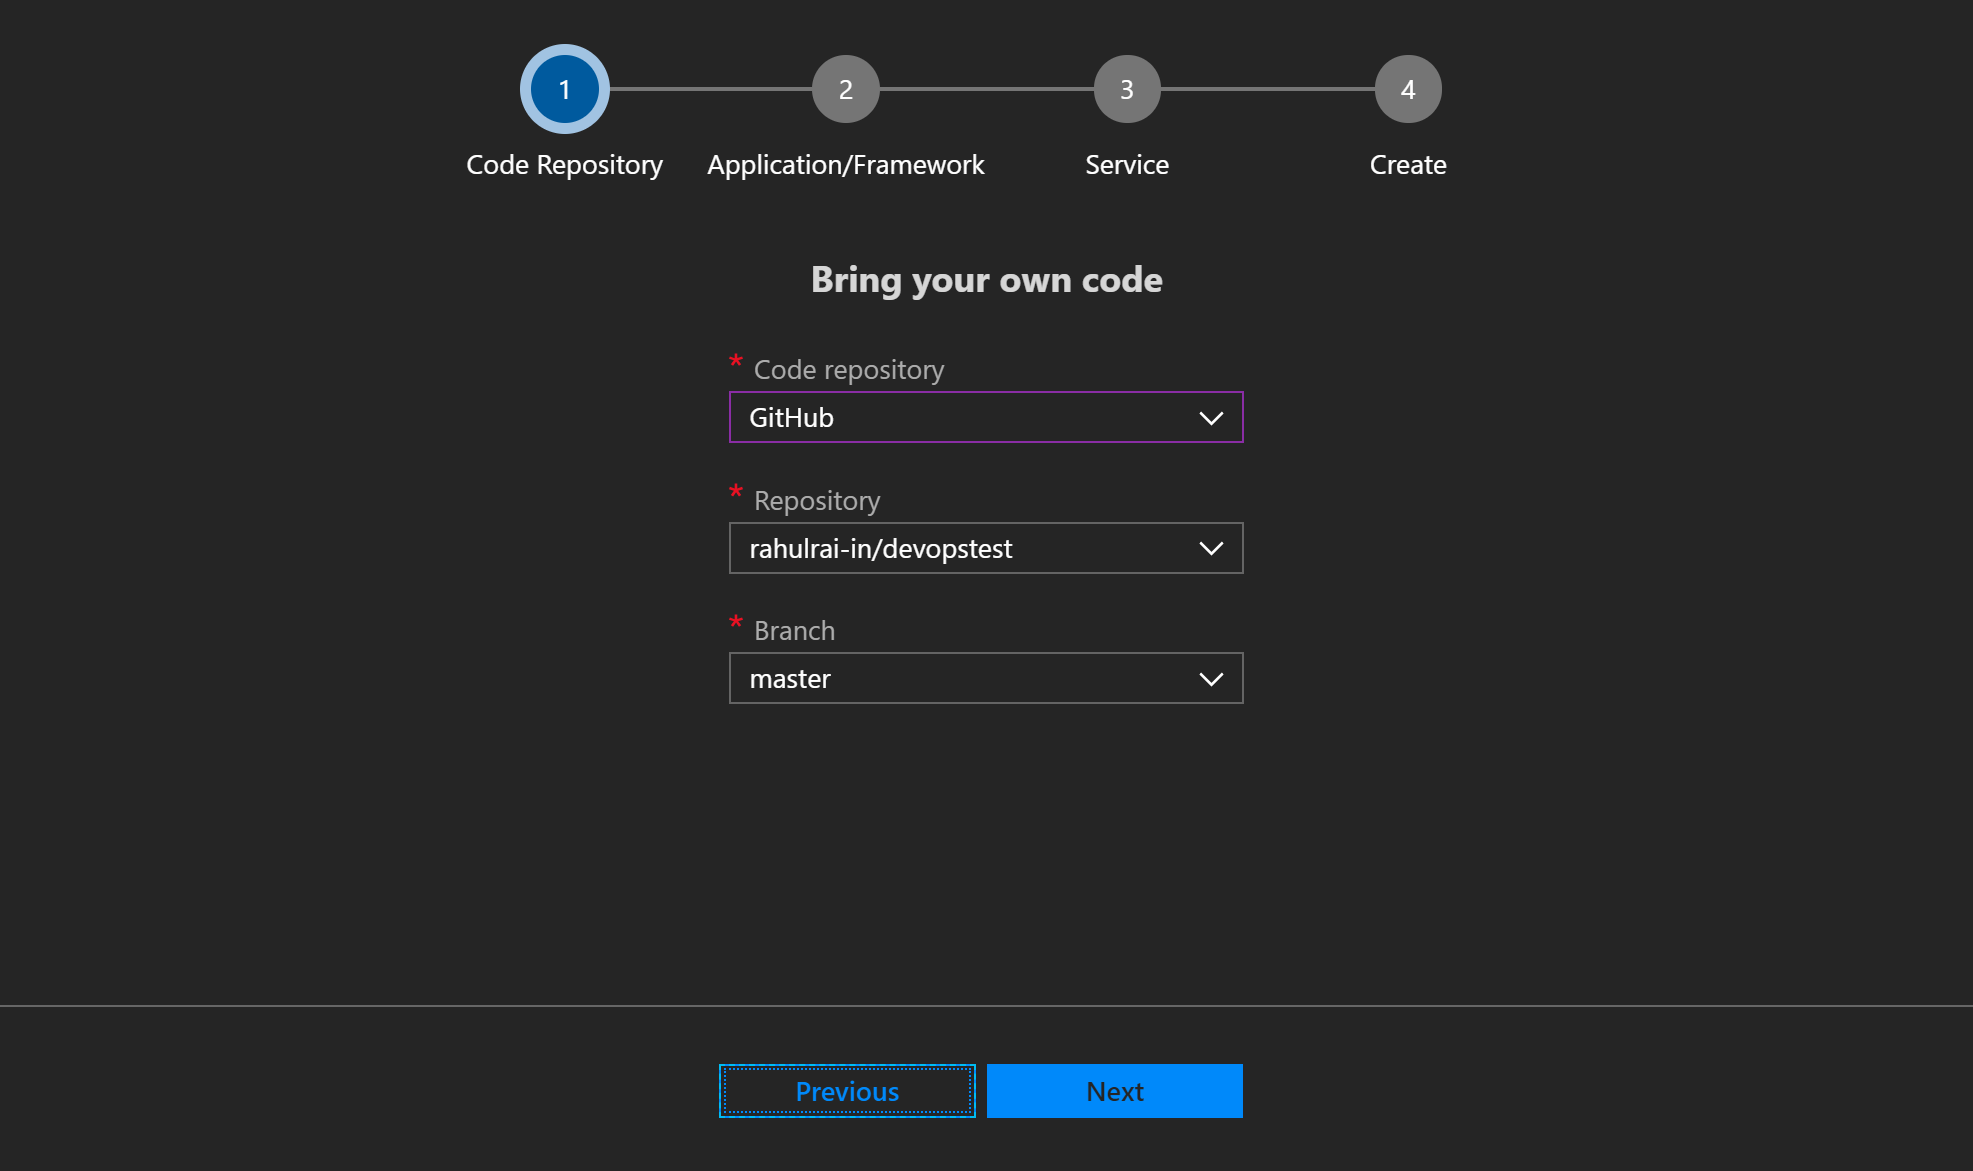 1 2 3 4
Code Repository Application/Framework Service Create
Bring your own code
* Code repository
GitHub
* Repository
rahulrai-in/devopstest
* Branch
master
Previous Next